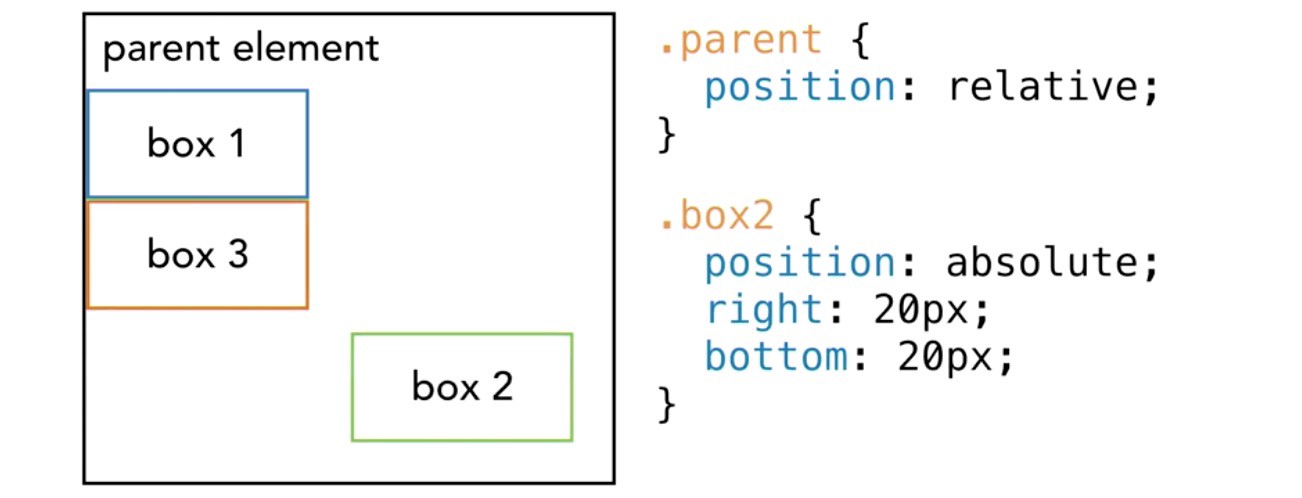 parent element
box 1
box 3
box 2
.parent {
  position: relative;
}
.box2 {
  position: absolute;
  right: 20px;
  bottom: 20px;
}